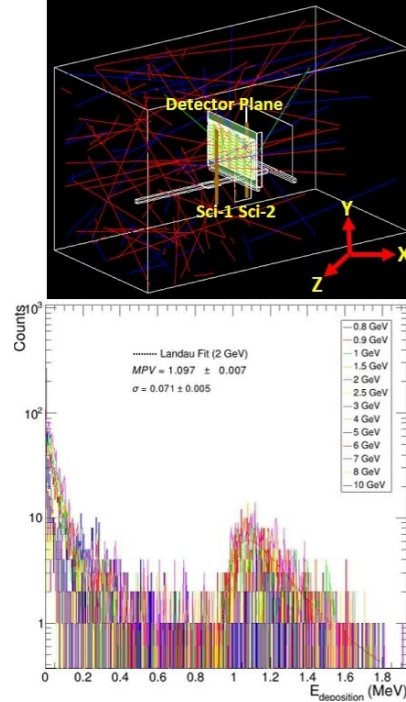 Detector Plane
Sci-1 Sci-2
Y
X
Z
Counts
10³
10²
10
1
Landau Fit (2 GeV)
MPV = 1.097 ± 0.007
σ = 0.071 ± 0.005
0.8 GeV
0.9 GeV
1 GeV
1.5 GeV
2 GeV
2.5 GeV
3 GeV
4 GeV
5 GeV
6 GeV
7 GeV
8 GeV
10 GeV
0 0.2 0.4 0.6 0.8 1 1.2 1.4 1.6 1.8 2
E_deposition (MeV)